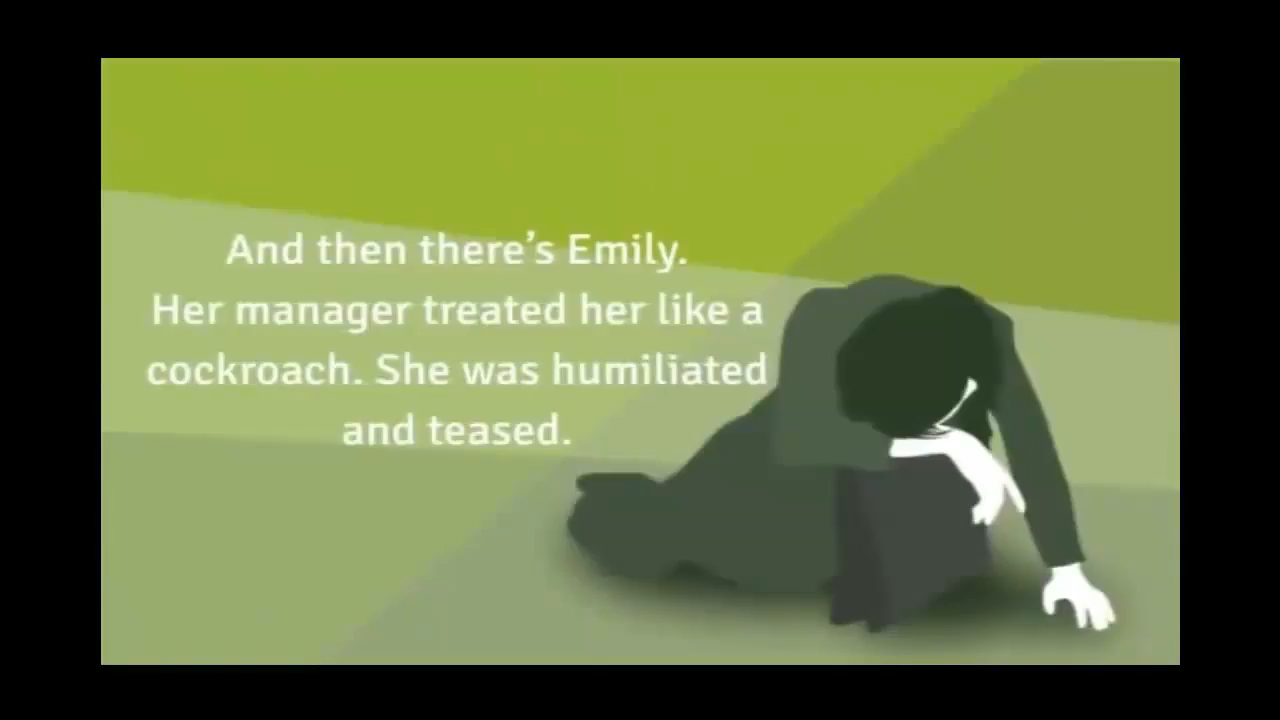 And then there’s Emily.
Her manager treated her like a
cockroach. She was humiliated
and teased.